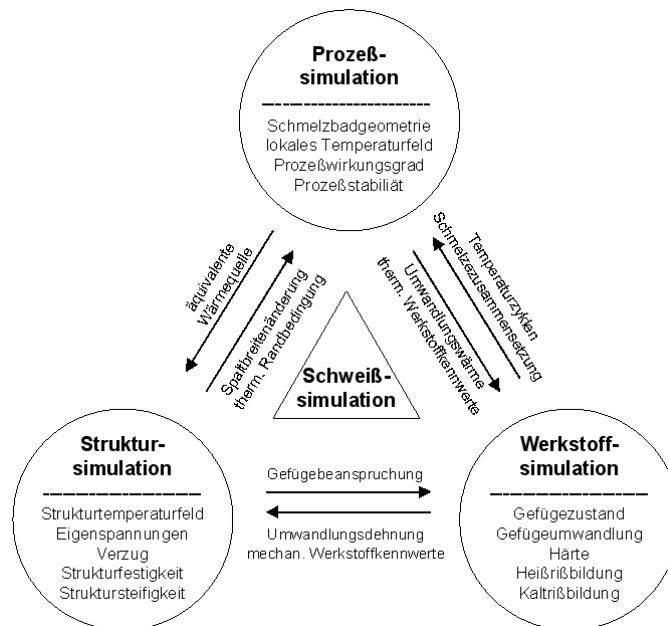 Prozeß-
simulation
Schmelzbadgeometrie
lokales Temperaturfeld
Prozeßwirkungsgrad
Prozeßstabiliät
äquivalente
Wärmequelle
Spaltbreitenänderung
therm. Randbedingung
Temperaturzyklen
Schmelzezusammensetzung
Umwandlungswärme
therm. Werkstoffkennwerte
Schweiß-
simulation
Struktur-
simulation
Strukturtemperaturfeld
Eigenspannungen
Verzug
Strukturfestigkeit
Struktursteifigkeit
Gefügebeanspruchung
Umwandlungsdehnung
mechan. Werkstoffkennwerte
Werkstoff-
simulation
Gefügezustand
Gefügeumwandlung
Härte
Heißrißbildung
Kaltrißbildung